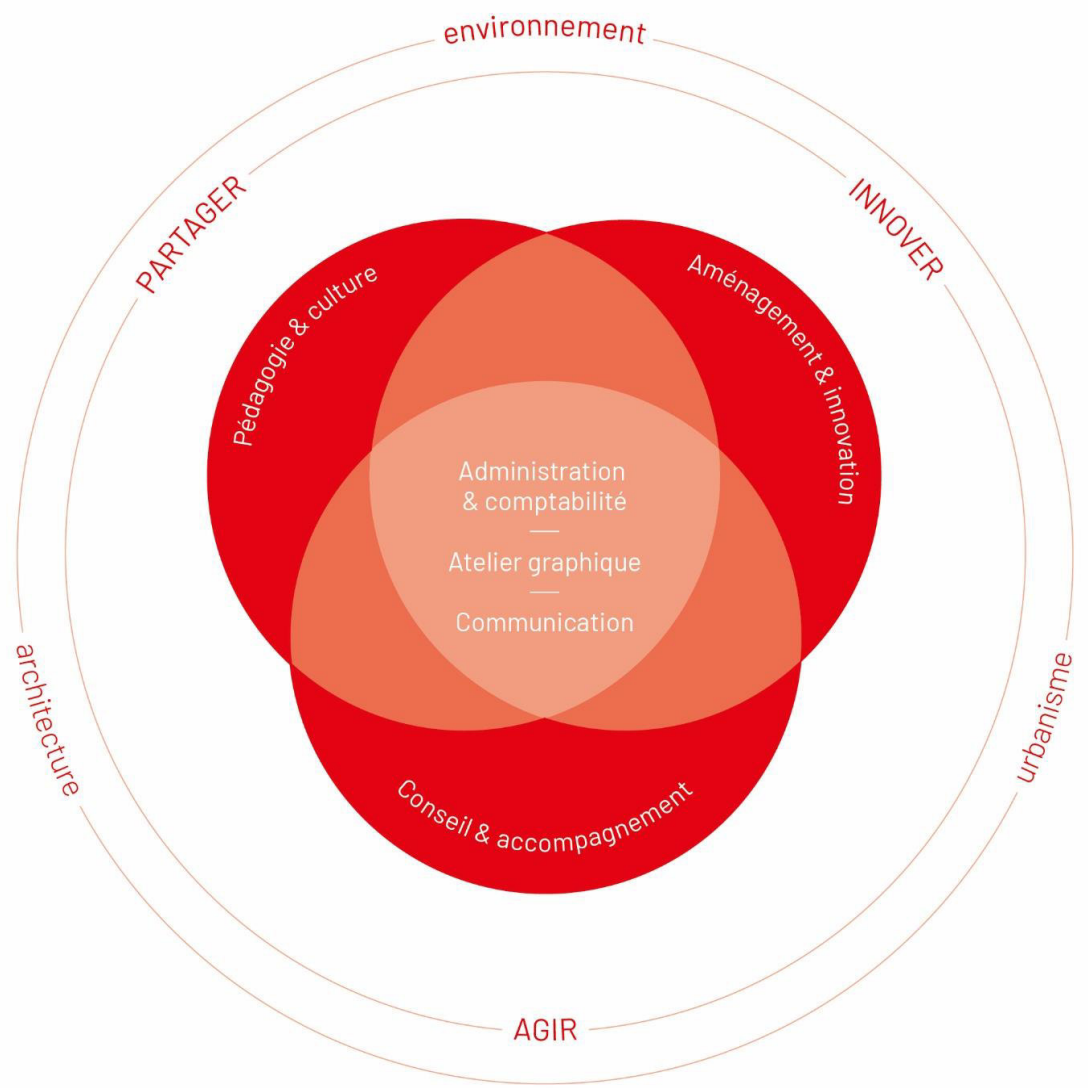 environnement
PARTAGER
INNOVER
Pédagogie & culture
Aménagement & innovation
Administration
& comptabilité
Atelier graphique
Communication
architecture
urbanisme
Conseil & accompagnement
AGIR